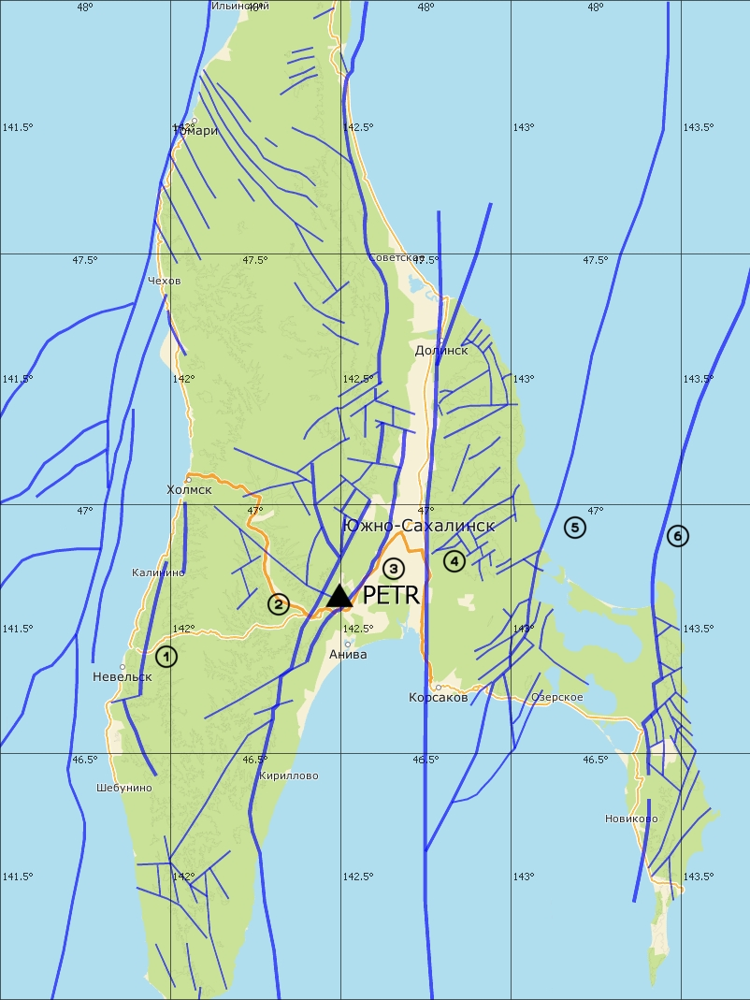 Ильинский
48°
48°
48°
48°
141.5°
142°
142.5°
143°
143.5°
Томари
Советское
47.5°
47.5°
47.5°
47.5°
Чехов
Долинск
141.5°
142°
142.5°
143°
143.5°
Холмск
47°
47°
47°
47°
Южно-Сахалинск
5
6
4
3
Калинино
PETR
2
141.5°
142°
142.5°
143°
143.5°
1
Анива
Невельск
Корсаков
Озерское
46.5°
46.5°
46.5°
46.5°
Кириллово
Шебунино
Новиково
141.5°
142°
142.5°
143°
143.5°